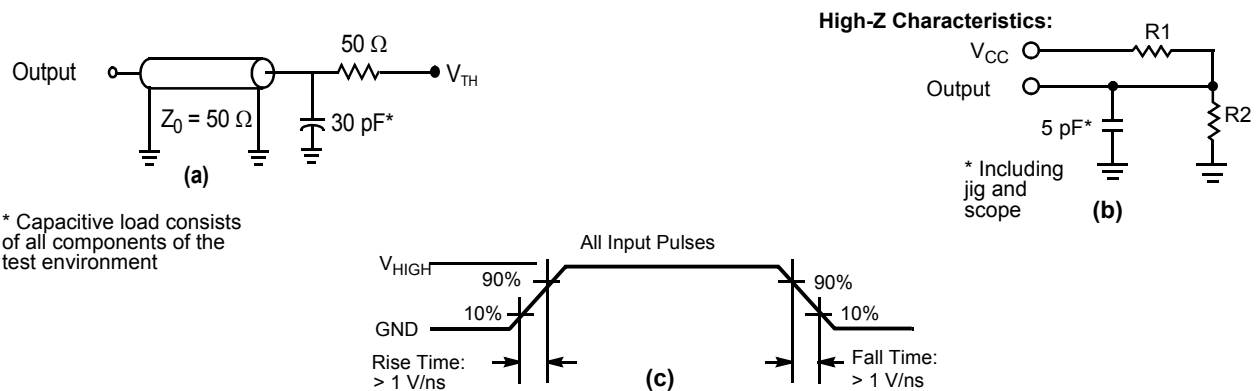 Output
50 Ω
V_TH
Z_0 = 50 Ω
30 pF*
(a)
* Capacitive load consists
of all components of the
test environment
High-Z Characteristics:
V_CC
R1
Output
R2
5 pF*
* Including
jig and
scope
(b)
All Input Pulses
V_HIGH
90%
90%
10%
10%
GND
Rise Time:
> 1 V/ns
Fall Time:
> 1 V/ns
(c)